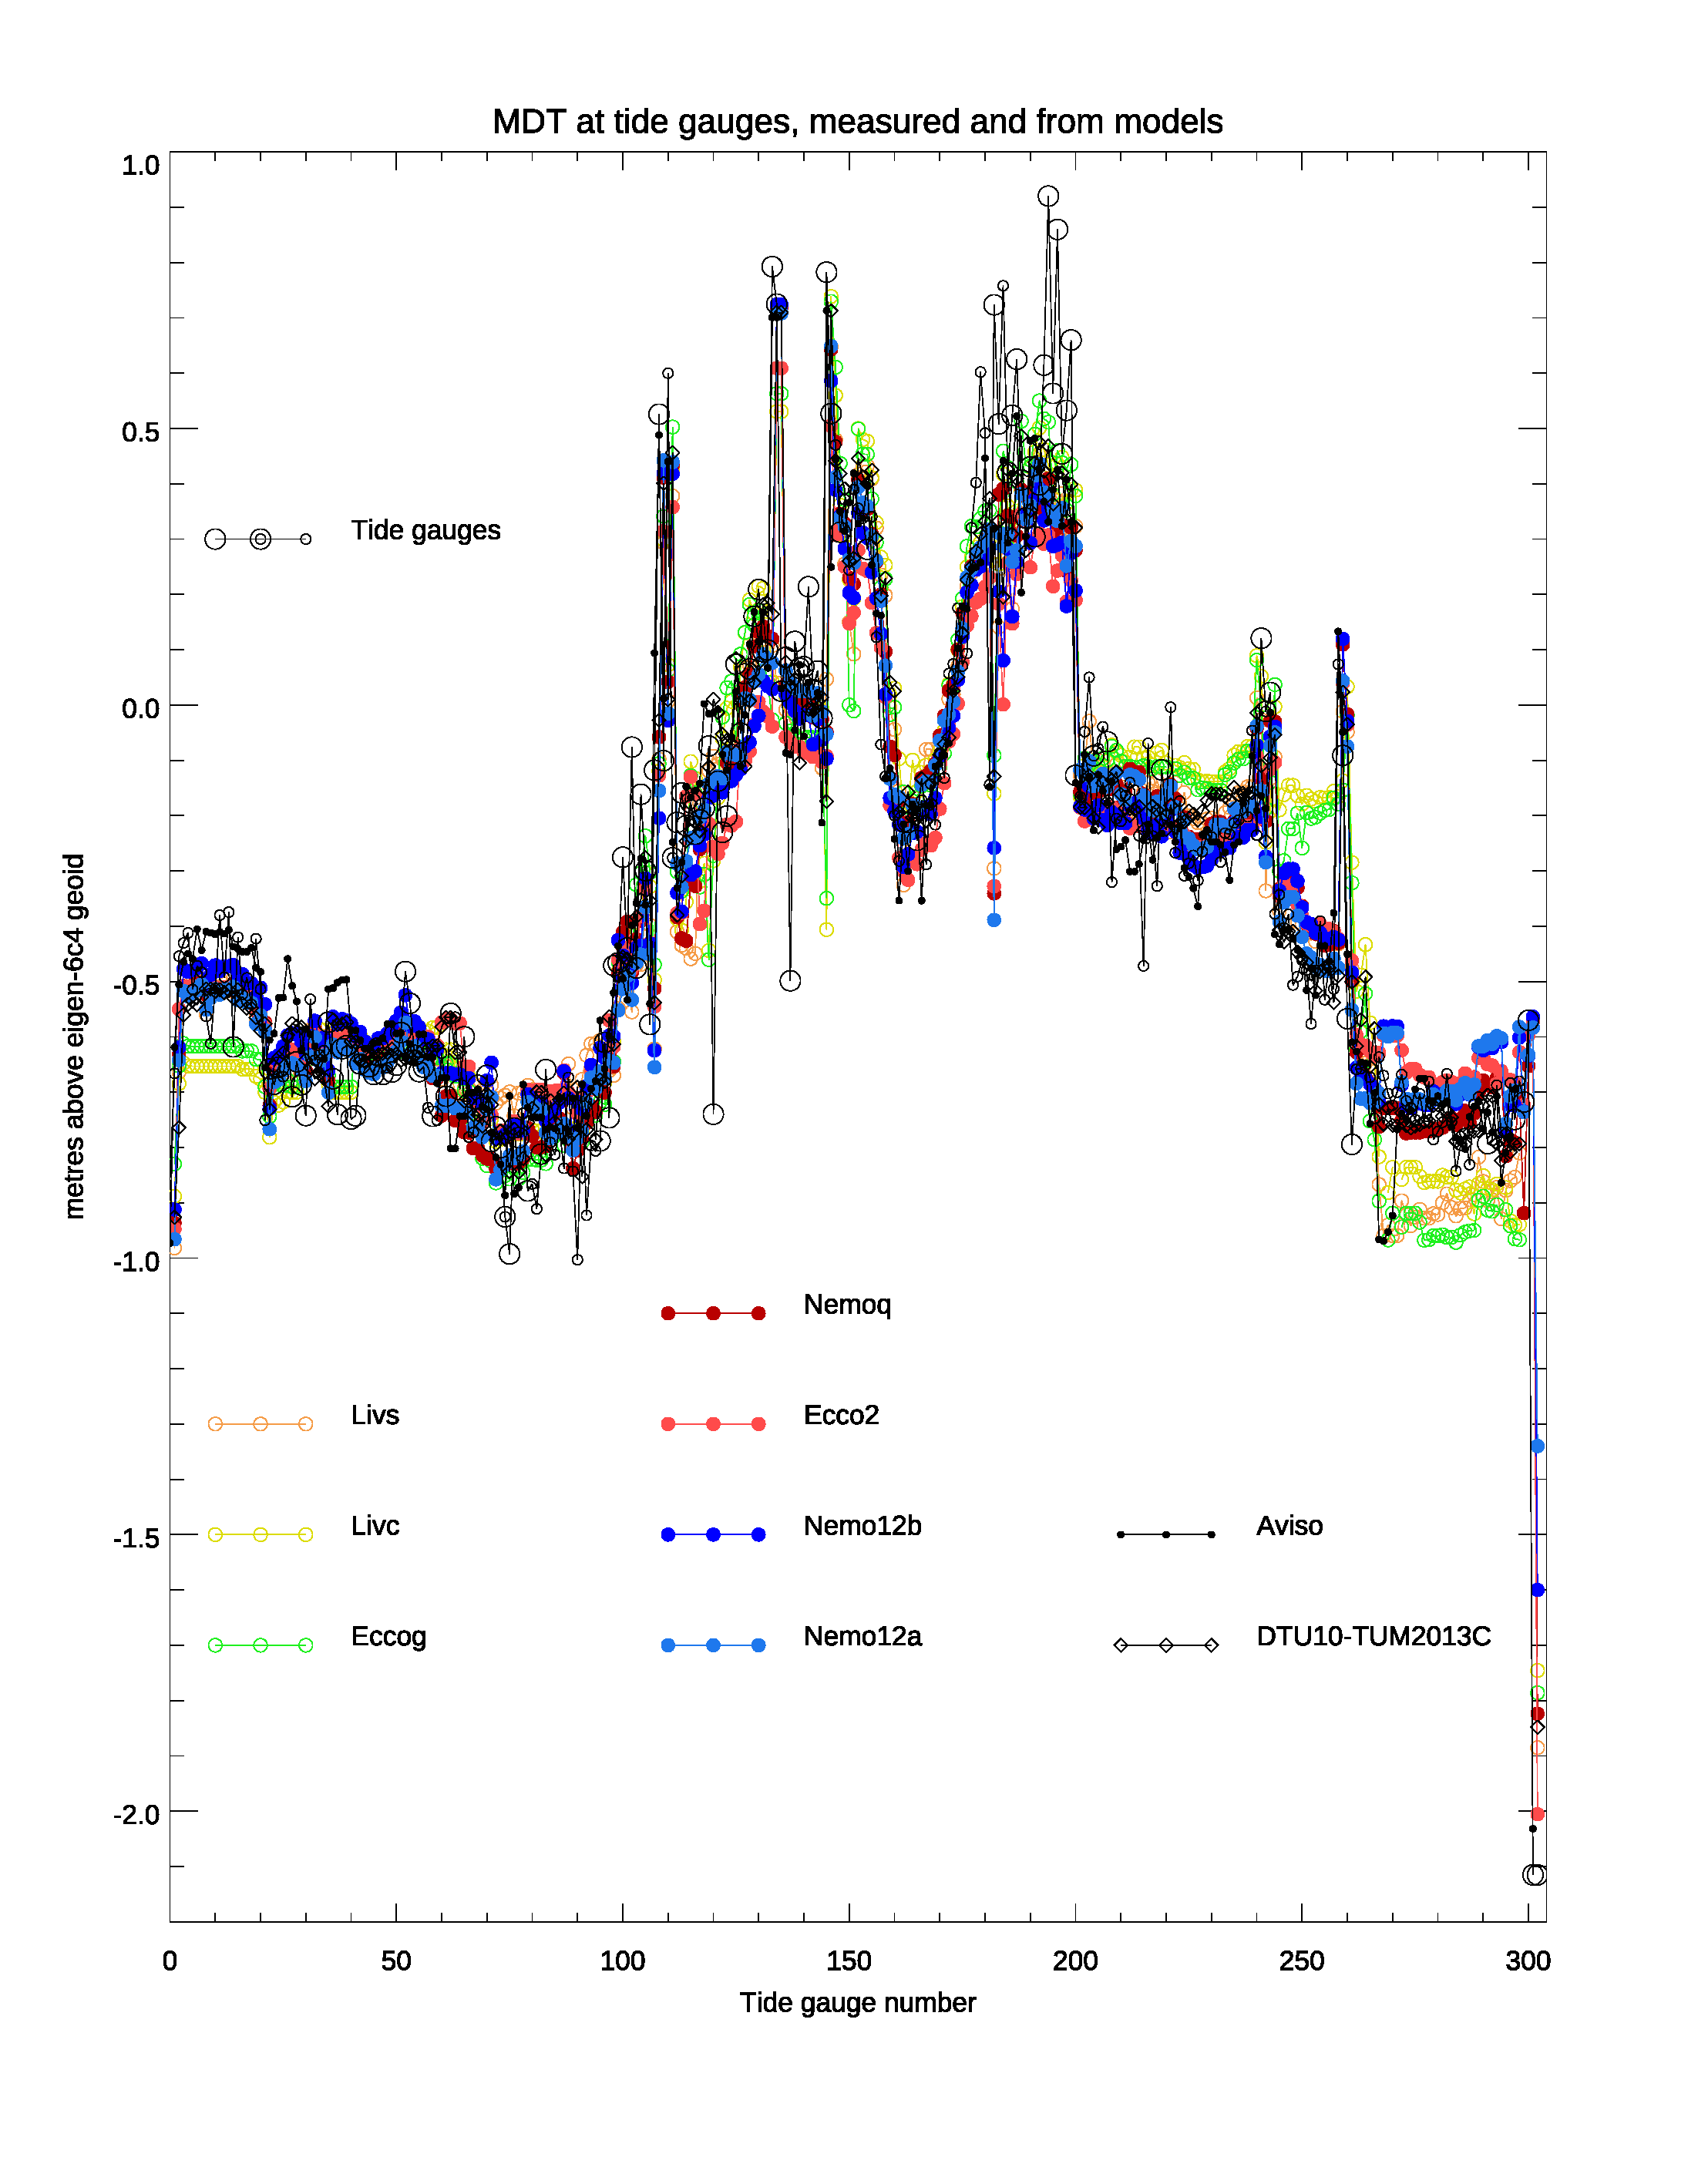 MDT at tide gauges, measured and from models
1.0
0.5
0.0
-0.5
-1.0
-1.5
-2.0
metres above eigen-6c4 geoid
Tide gauges
Nemoq
Livs
Ecco2
Livc
Nemo12b
Aviso
Eccog
Nemo12a
DTU10-TUM2013C
0 50 100 150 200 250 300
Tide gauge number